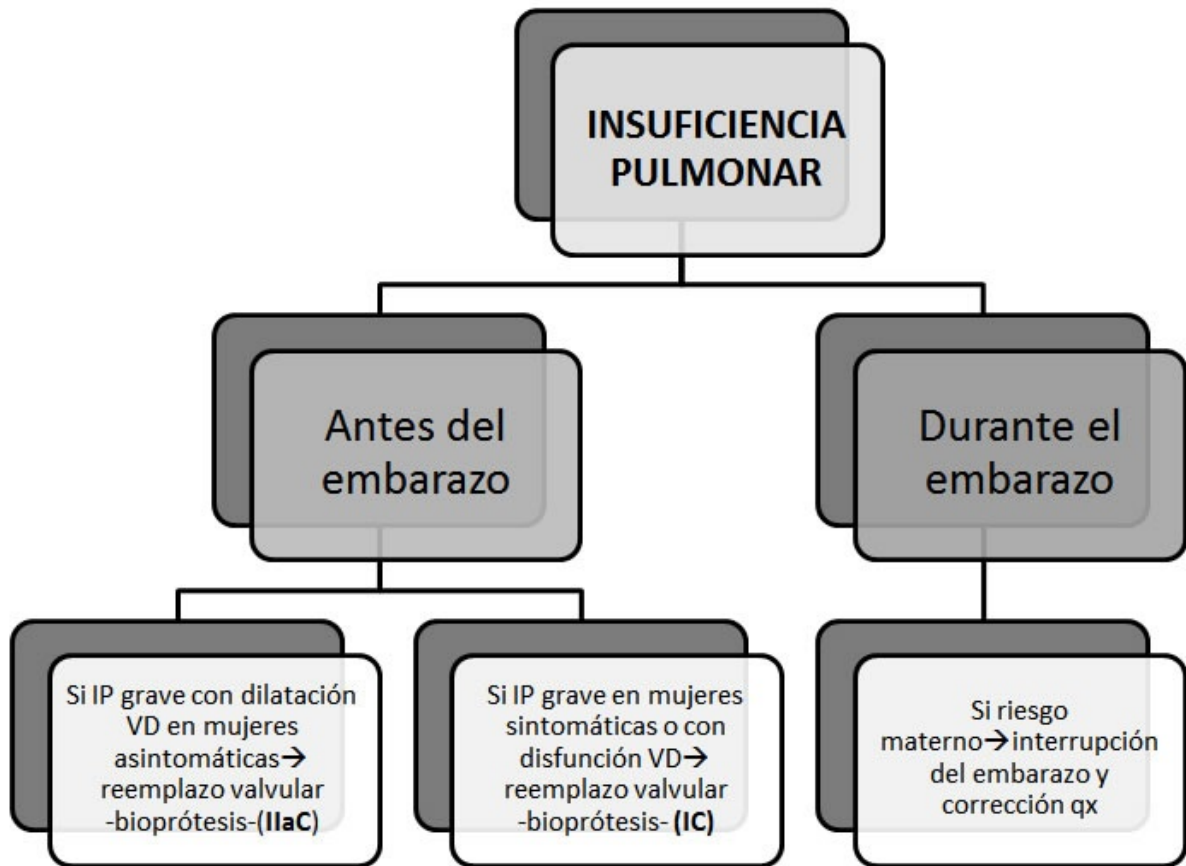 INSUFICIENCIA
PULMONAR
Antes del
embarazo
Durante el
embarazo
Si IP grave con dilatación
VD en mujeres
asintomáticas→
reemplazo valvular
-bioprótesis-(IIaC)
Si IP grave en mujeres
sintomáticas o con
disfunción VD→
reemplazo valvular
-bioprótesis- (IC)
Si riesgo
materno→interrupción
del embarazo y
corrección qx